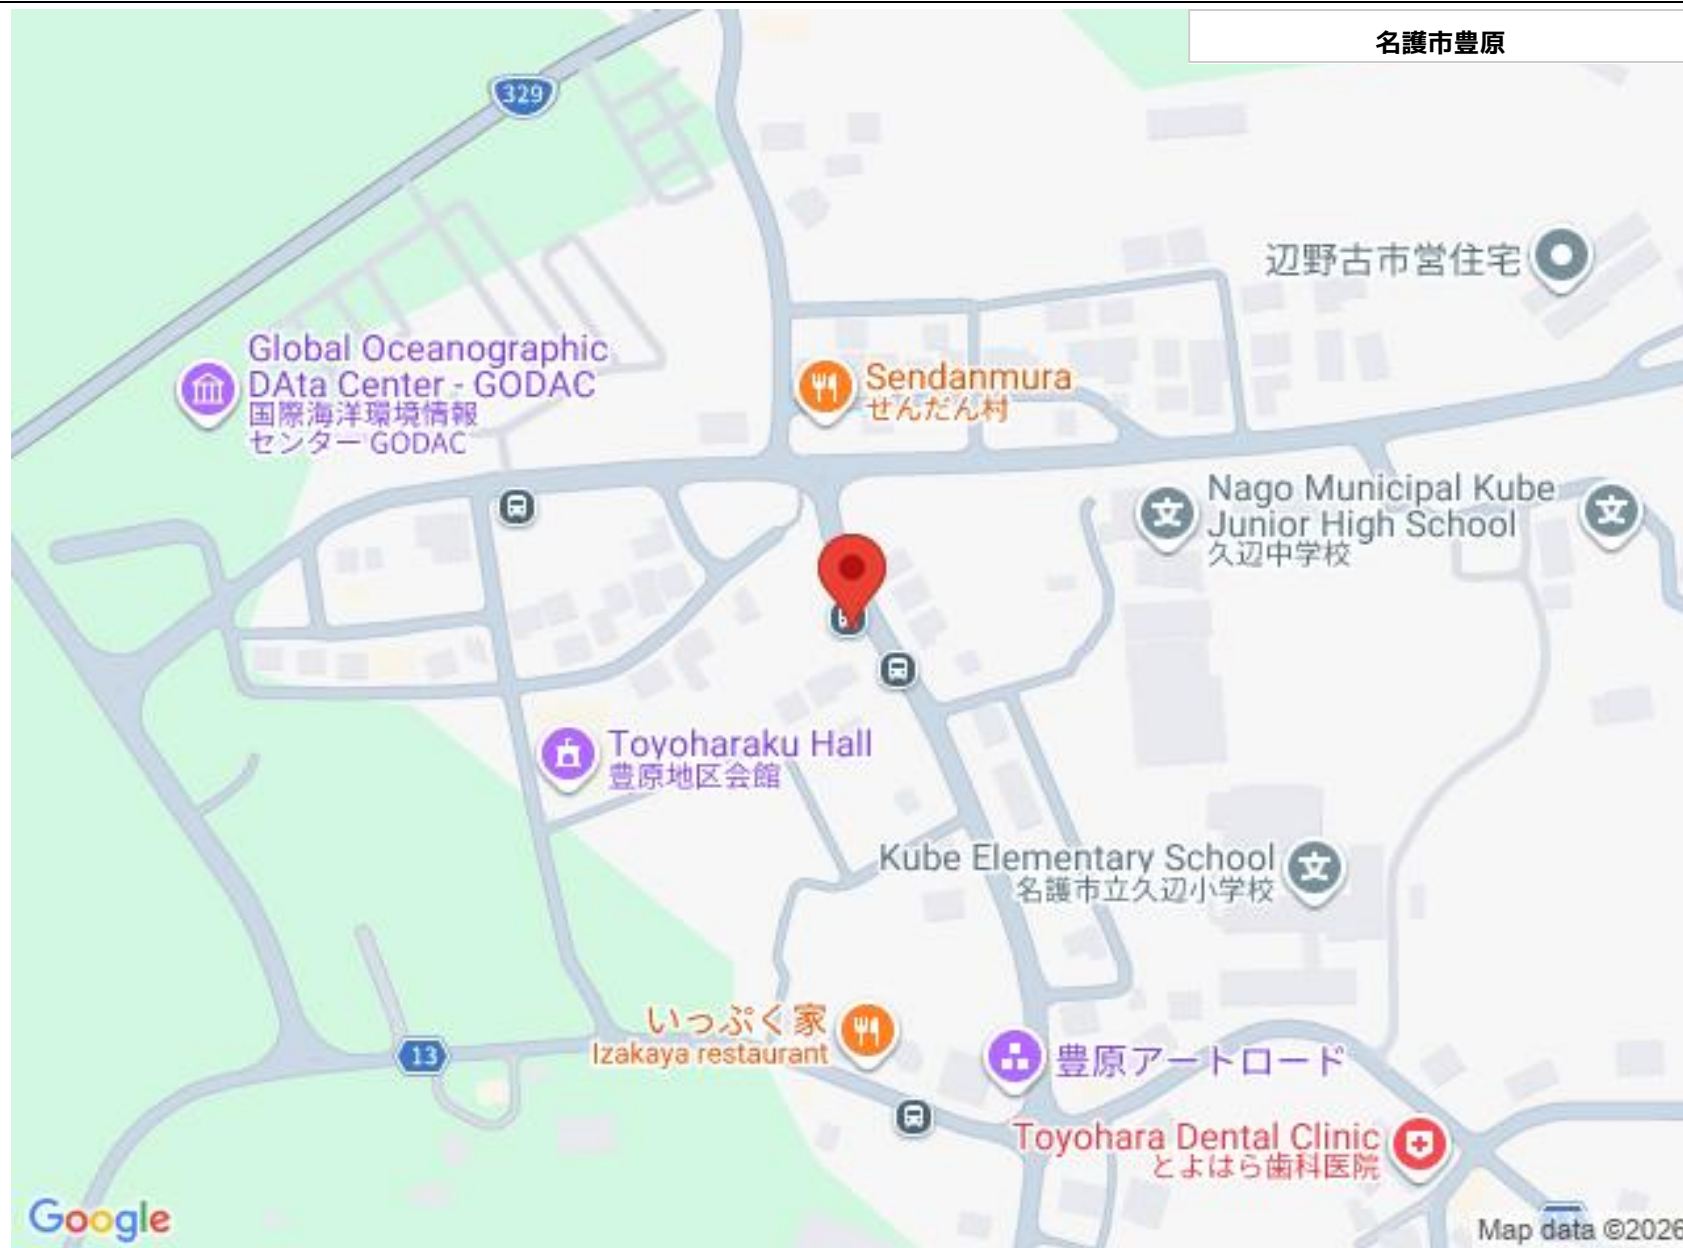 名護市豊原
329
辺野古市営住宅
Global Oceanographic
DAta Center - GODAC
国際海洋環境情報
センター GODAC
Sendanmura
せんだん村
Nago Municipal Kube
Junior High School
久辺中学校
Toyoharaku Hall
豊原地区会館
Kube Elementary School
名護市立久辺小学校
いっぷく家
Izakaya restaurant
13
豊原アートロード
Toyohara Dental Clinic
とよはら歯科医院
Google
Map data ©2026